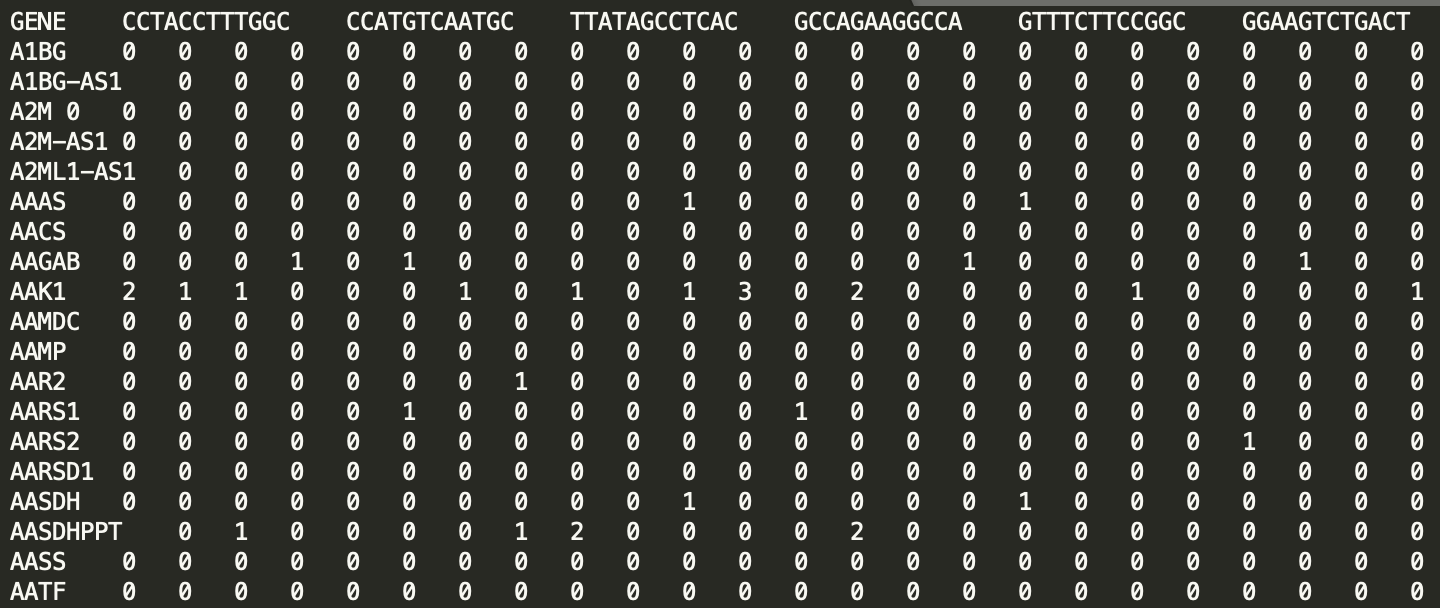 GENE CCTACCTTTGGC CCATGTCAATGC TTATAGCCTCAC GCCAGAAGGCCA GTTTCTTCCGGC GGAAGTCTGACT
A1BG 0 0 0 0 0 0 0 0 0 0 0 0 0 0 0 0 0 0 0 0 0 0 0 0
A1BG-AS1 0 0 0 0 0 0 0 0 0 0 0 0 0 0 0 0 0 0 0 0 0 0 0
A2M 0 0 0 0 0 0 0 0 0 0 0 0 0 0 0 0 0 0 0 0 0 0 0 0 0
A2M-AS1 0 0 0 0 0 0 0 0 0 0 0 0 0 0 0 0 0 0 0 0 0 0 0 0
A2ML1-AS1 0 0 0 0 0 0 0 0 0 0 0 0 0 0 0 0 0 0 0 0 0 0 0
AAAS 0 0 0 0 0 0 0 0 0 0 1 0 0 0 0 0 1 0 0 0 0 0 0 0
AACS 0 0 0 0 0 0 0 0 0 0 0 0 0 0 0 0 0 0 0 0 0 0 0 0
AAGAB 0 0 0 1 0 1 0 0 0 0 0 0 0 0 0 1 0 0 0 0 0 1 0 0
AAK1 2 1 1 0 0 0 1 0 1 0 1 3 0 2 0 0 0 0 1 0 0 0 0 1
AAMDC 0 0 0 0 0 0 0 0 0 0 0 0 0 0 0 0 0 0 0 0 0 0 0 0
AAMP 0 0 0 0 0 0 0 0 0 0 0 0 0 0 0 0 0 0 0 0 0 0 0 0
AAR2 0 0 0 0 0 0 0 1 0 0 0 0 0 0 0 0 0 0 0 0 0 0 0 0
AARS1 0 0 0 0 0 1 0 0 0 0 0 0 1 0 0 0 0 0 0 0 0 0 0 0
AARS2 0 0 0 0 0 0 0 0 0 0 0 0 0 0 0 0 0 0 0 0 1 0 0 0
AARSD1 0 0 0 0 0 0 0 0 0 0 0 0 0 0 0 0 0 0 0 0 0 0 0 0
AASDH 0 0 0 0 0 0 0 0 0 0 1 0 0 0 0 0 1 0 0 0 0 0 0 0
AASDHPPT 0 1 0 0 0 0 1 2 0 0 0 0 2 0 0 0 0 0 0 0 0 0 0
AASS 0 0 0 0 0 0 0 0 0 0 0 0 0 0 0 0 0 0 0 0 0 0 0 0
AATF 0 0 0 0 0 0 0 0 0 0 0 0 0 0 0 0 0 0 0 0 0 0 0 0